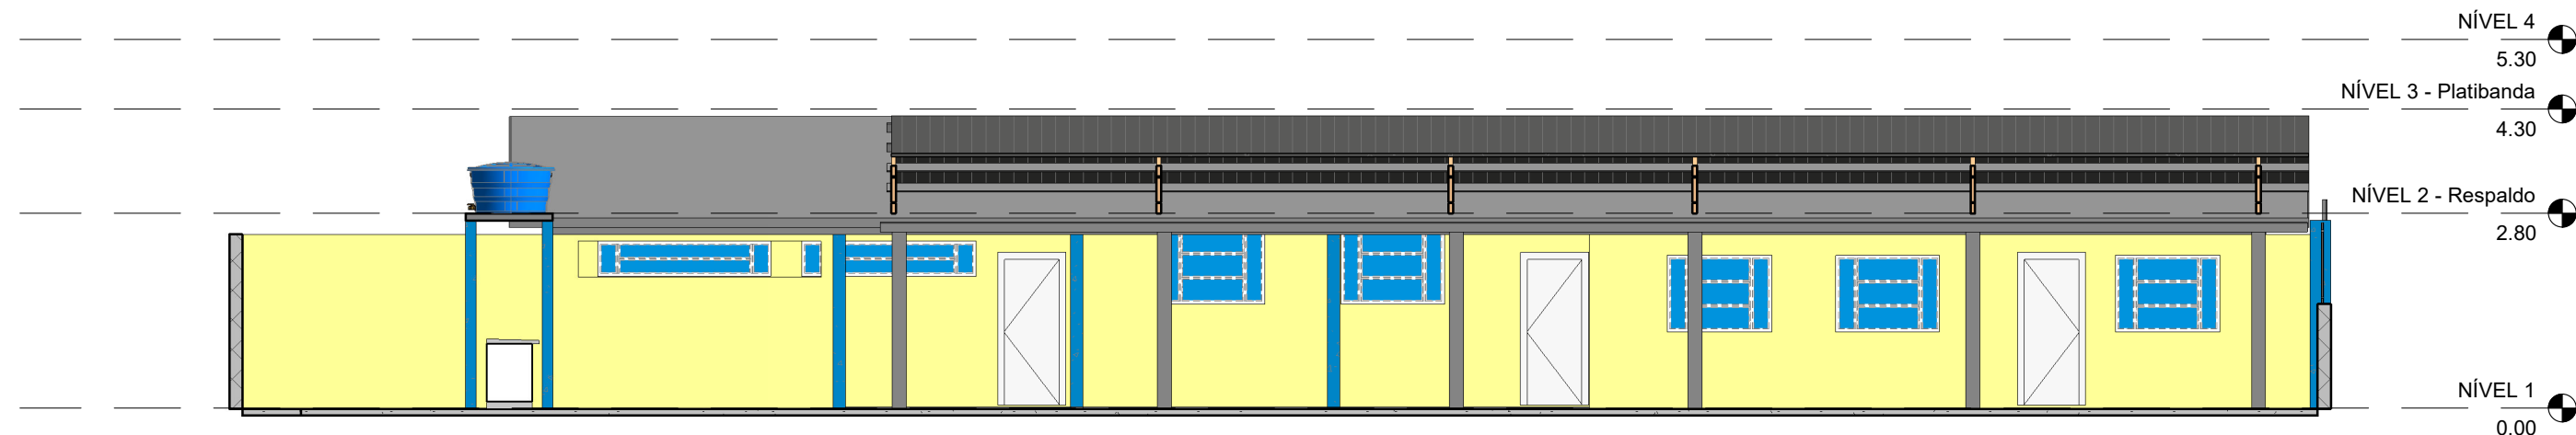 NÍVEL 4
5.30
NÍVEL 3 - Platibanda
4.30
NÍVEL 2 - Respaldo
2.80
NÍVEL 1
0.00